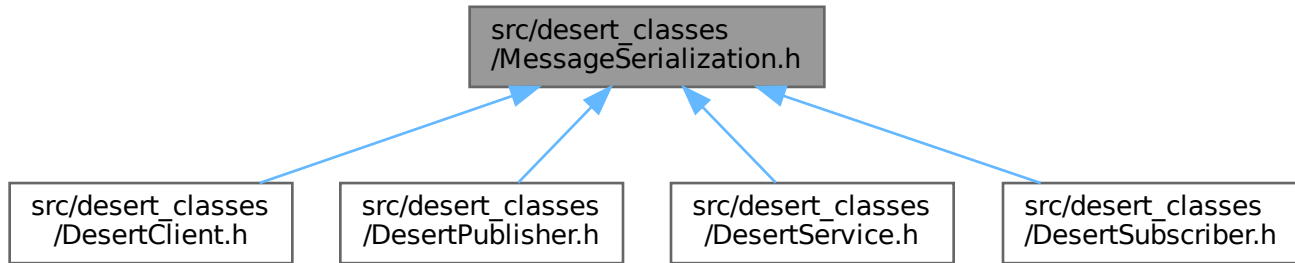 src/desert_classes
/MessageSerialization.h
src/desert_classes
/DesertClient.h
src/desert_classes
/DesertPublisher.h
src/desert_classes
/DesertService.h
src/desert_classes
/DesertSubscriber.h